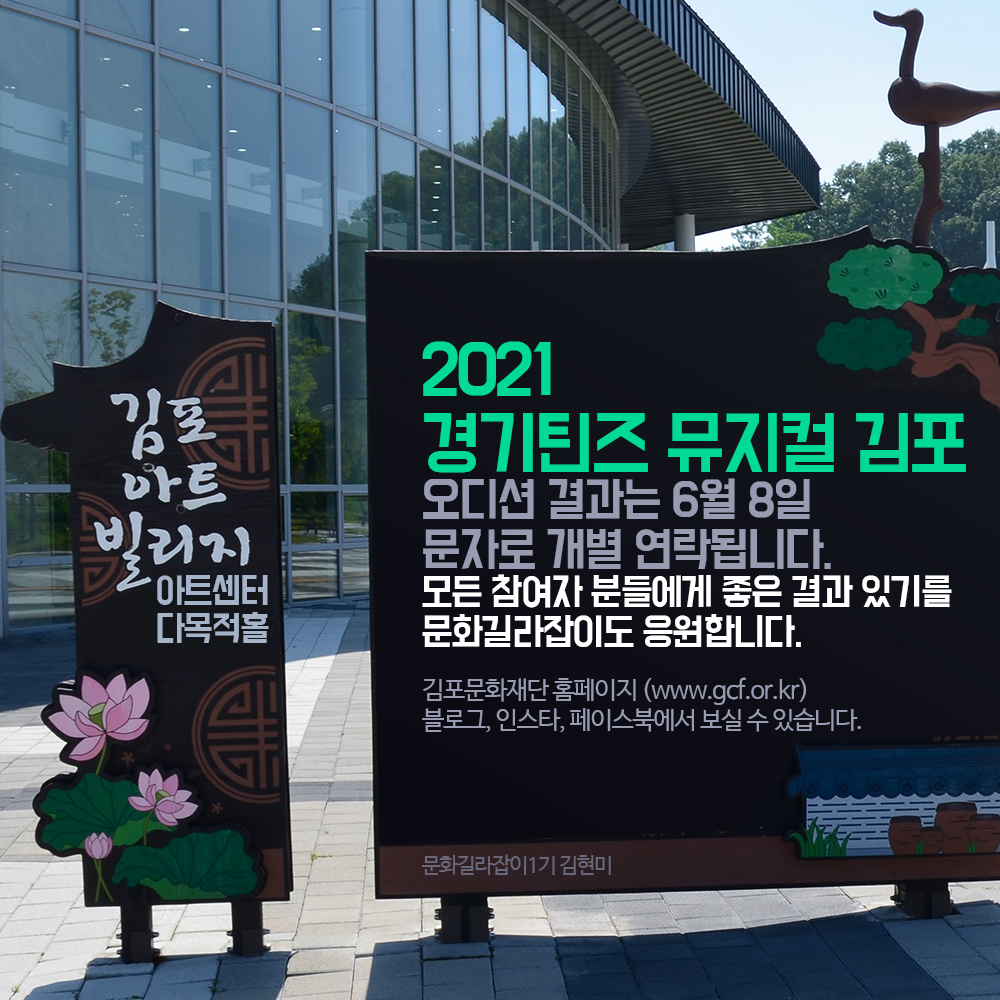 김포
아트
빌리지
아트센터
다목적홀
2021
경기틴즈 뮤지컬 김포
오디션 결과는 6월 8일
문자로 개별 연락됩니다.
모든 참여자 분들에게 좋은 결과 있기를
문화길라잡이도 응원합니다.
김포문화재단 홈페이지 (www.gcf.or.kr)
블로그, 인스타, 페이스북에서 보실 수 있습니다.
문화길라잡이1기 김현미